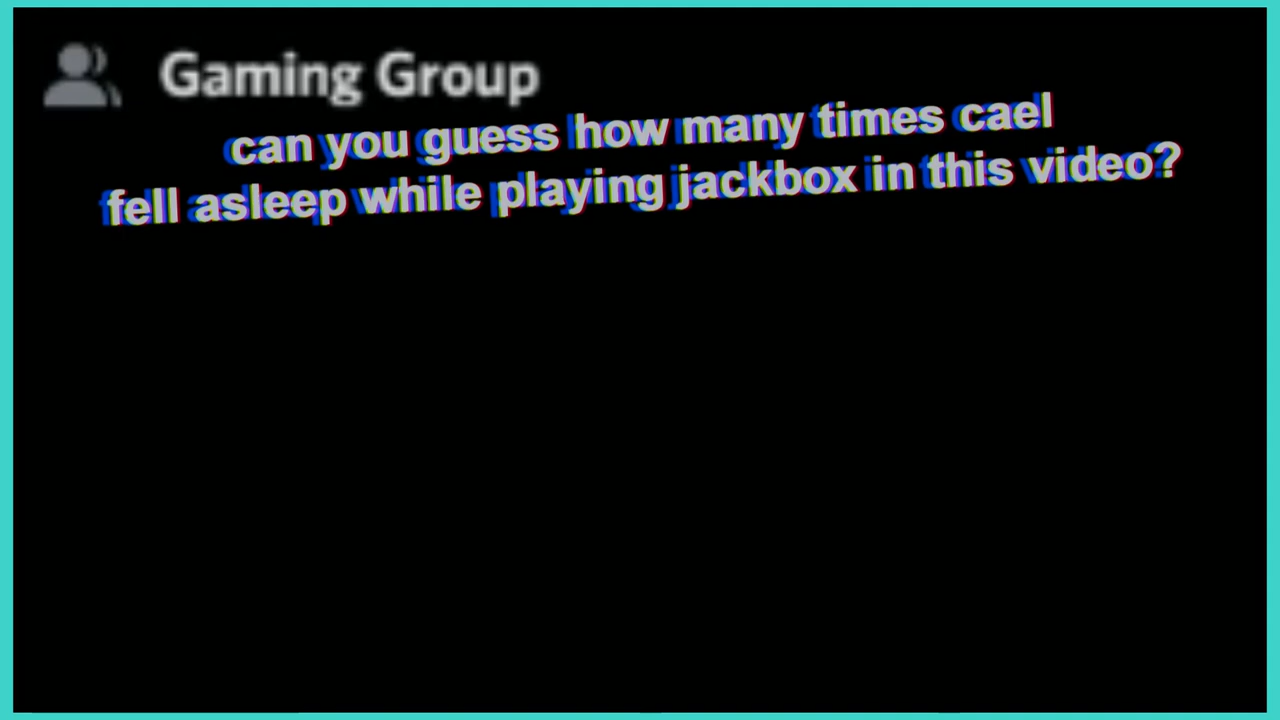 Gaming Group
can you guess how many times cael
fell asleep while playing jackbox in this video?